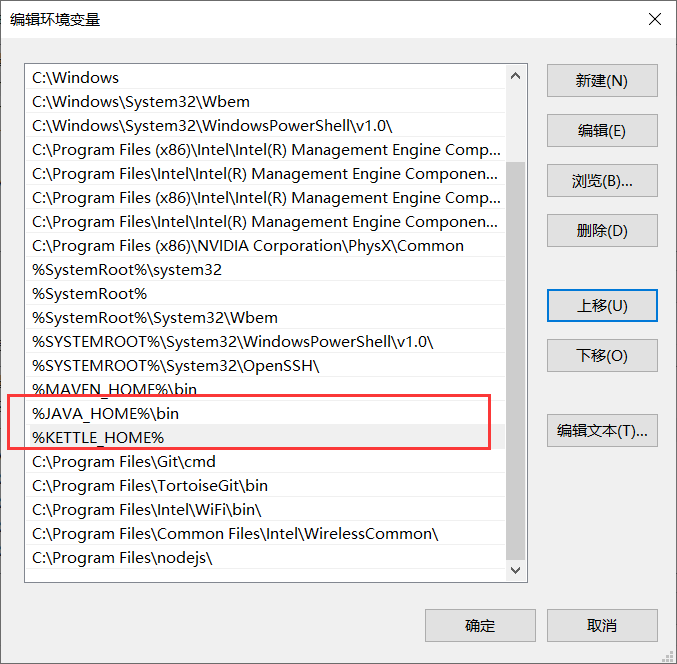 编辑环境变量
C:\Windows
C:\Windows\System32\Wbem
C:\Windows\System32\WindowsPowerShell\v1.0\
C:\Program Files (x86)\Intel\Intel(R) Management Engine Comp...
C:\Program Files\Intel\Intel(R) Management Engine Componen...
C:\Program Files (x86)\Intel\Intel(R) Management Engine Comp...
C:\Program Files\Intel\Intel(R) Management Engine Componen...
C:\Program Files (x86)\NVIDIA Corporation\PhysX\Common
%SystemRoot%\system32
%SystemRoot%
%SystemRoot%\System32\Wbem
%SYSTEMROOT%\System32\WindowsPowerShell\v1.0\
%SYSTEMROOT%\System32\OpenSSH\
%MAVEN_HOME%\bin
%JAVA_HOME%\bin
%KETTLE_HOME%
C:\Program Files\Git\cmd
C:\Program Files\TortoiseGit\bin
C:\Program Files\Intel\WiFi\bin\
C:\Program Files\Common Files\Intel\WirelessCommon\
C:\Program Files\nodejs\
新建(N)
编辑(E)
浏览(B)...
删除(D)
上移(U)
下移(O)
编辑文本(T)...
确定
取消